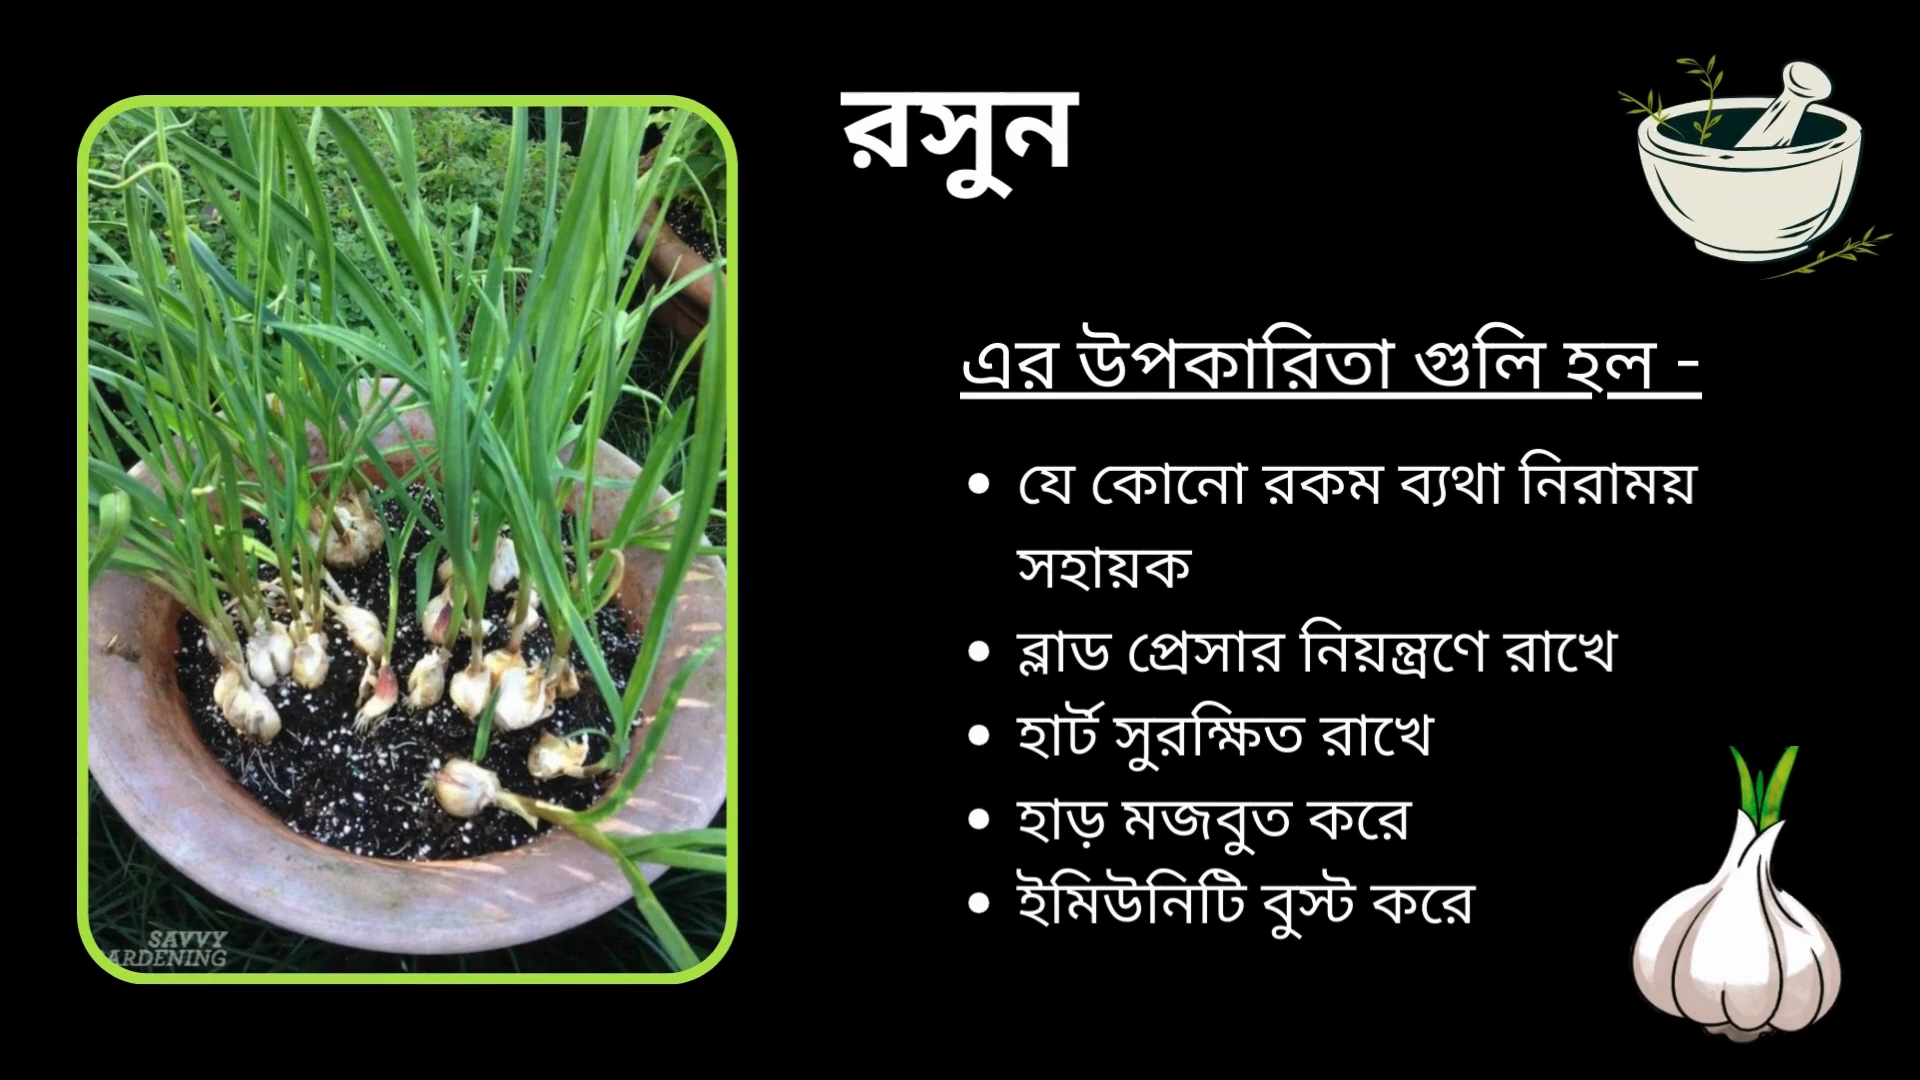 রসুন
এর উপকারিতা গুলি হল -
• যে কোনো রকম ব্যথা নিরাময়
সহায়ক
• ব্লাড প্রেসার নিয়ন্ত্রণে রাখে
• হার্ট সুরক্ষিত রাখে
• হাড় মজবুত করে
• ইমিউনিটি বুস্ট করে
SAVVY
ARDENING